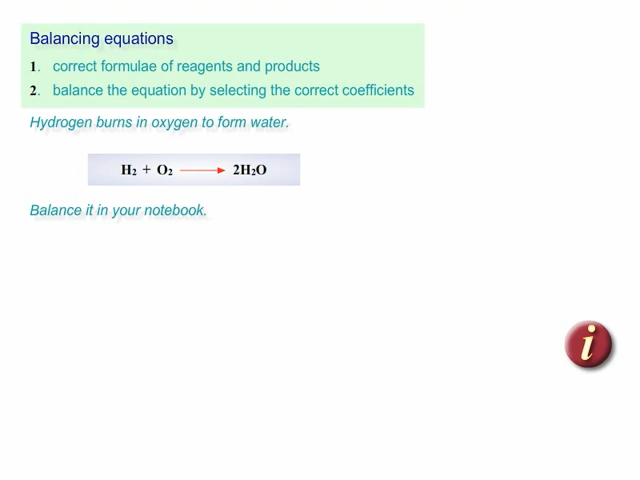 Balancing equations
1. correct formulae of reagents and products
2. balance the equation by selecting the correct coefficients
Hydrogen burns in oxygen to form water.
H₂ + O₂ ⟶ 2H₂O
Balance it in your notebook.
i